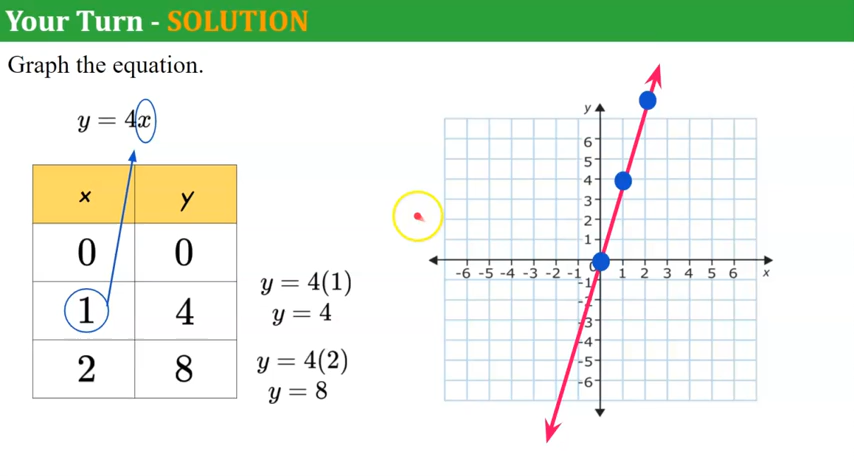 Your Turn - SOLUTION
Graph the equation.
y = 4x
x y
0 0
1 4
2 8
y = 4(1)
y = 4
y = 4(2)
y = 8
y
6
5
4
3
2
1
0
-6 -5 -4 -3 -2 -1 1 2 3 4 5 6 x
-1
-3
-4
-5
-6